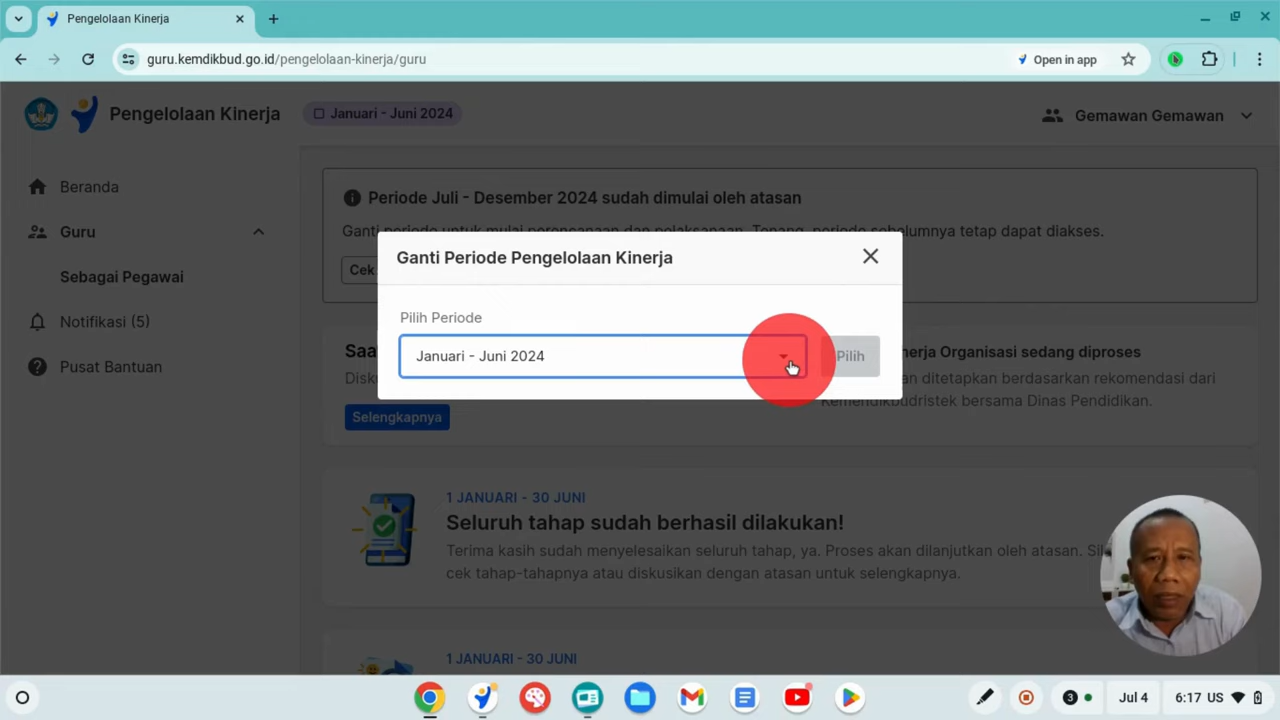 Pengelolaan Kinerja
guru.kemdikbud.go.id/pengelolaan-kinerja/guru
Open in app
Pengelolaan Kinerja
Januari - Juni 2024
Gemawan Gemawan
Beranda
Guru
Sebagai Pegawai
Notifikasi (5)
Pusat Bantuan
Periode Juli - Desember 2024 sudah dimulai oleh atasan
Ganti periode untuk mulai perencanaan dan pelaksanaan. Tenang, periode sebelumnya tetap dapat diakses.
Cek
Ganti Periode Pengelolaan Kinerja
Pilih Periode
Januari - Juni 2024
Pilih
Saa
Disk
Selengkapnya
nerja Organisasi sedang diproses
an ditetapkan berdasarkan rekomendasi dari
Kemendikbudristek bersama Dinas Pendidikan.
1 JANUARI - 30 JUNI
Seluruh tahap sudah berhasil dilakukan!
Terima kasih sudah menyelesaikan seluruh tahap, ya. Proses akan dilanjutkan oleh atasan. Sil
cek tahap-tahapnya atau diskusikan dengan atasan untuk selengkapnya.
1 JANUARI - 30 JUNI
3
Jul 4
6:17 US